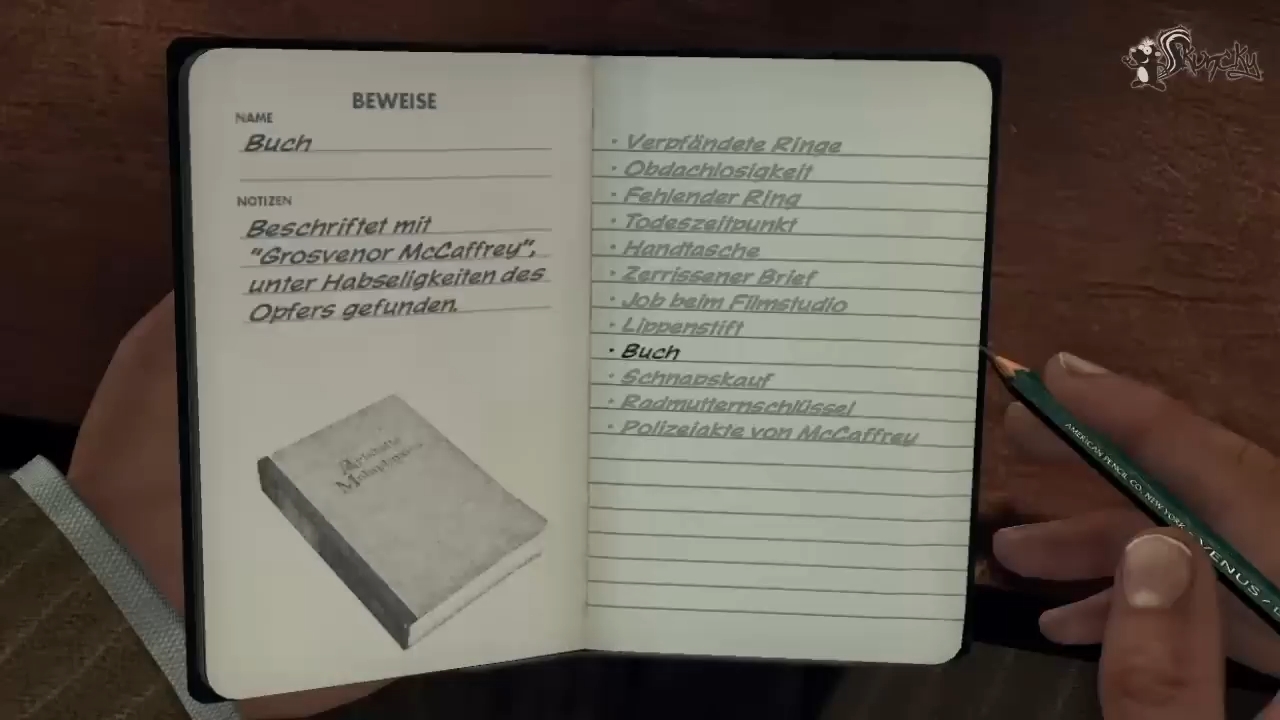 Skuncky
BEWEISE
NAME
Buch
NOTIZEN
Beschriftet mit
"Grosvenor McCaffrey",
unter Habseligkeiten des
Opfers gefunden.
· Verpfändete Ringe
· Obdachlosigkeit
· Fehlender Ring
· Todeszeitpunkt
· Handtasche
· Zerrissener Brief
· Job beim Filmstudio
· Lippenstift
· Buch
· Schnapskauf
· Radmutternschlüssel
· Polizeiakte von McCaffrey
AMERICAN PENCIL CO. NEW YORK
VENUS